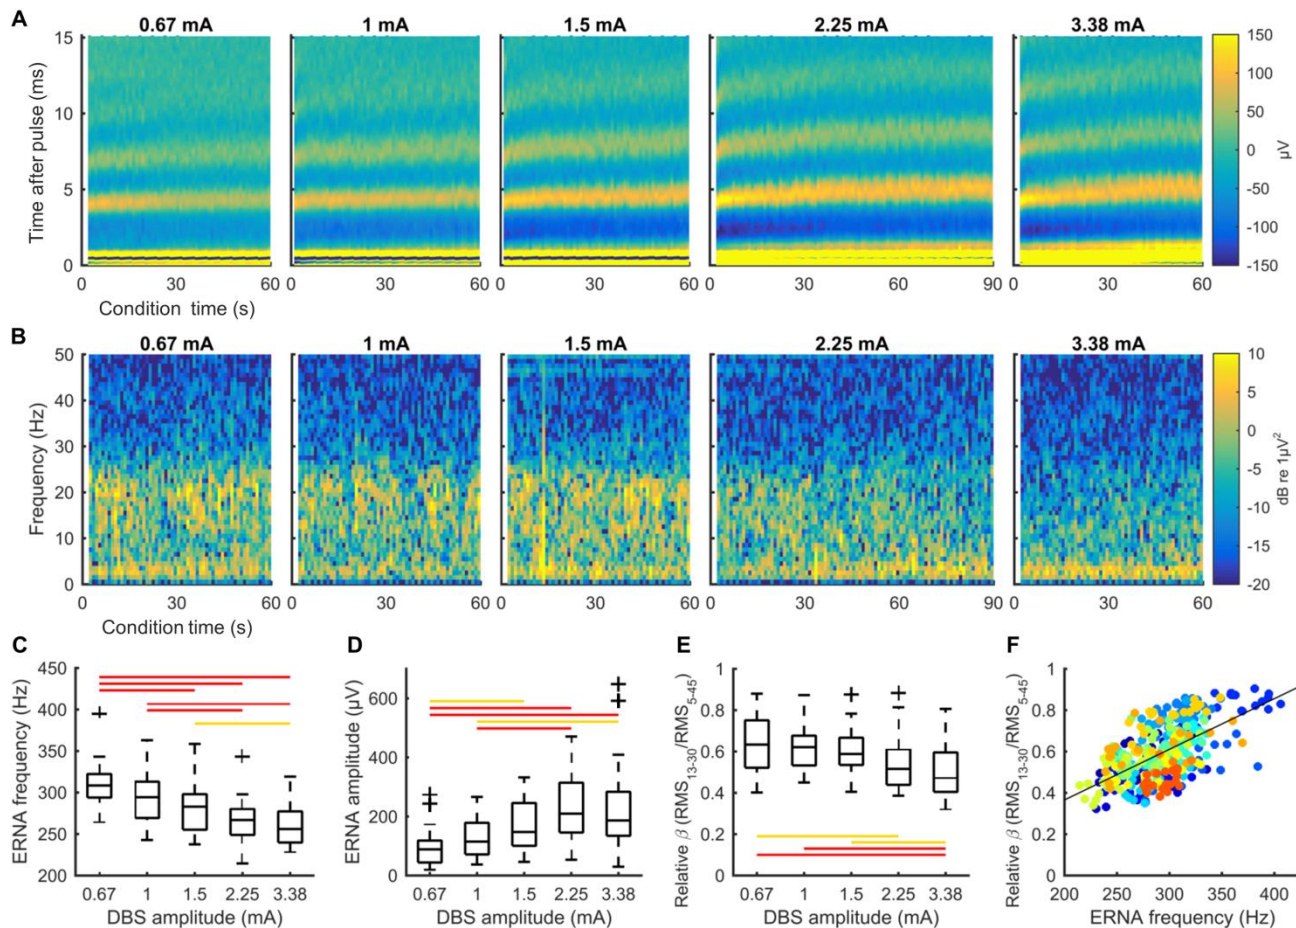 A
0.67 mA
1 mA
1.5 mA
2.25 mA
3.38 mA
Time after pulse (ms)
15
10
5
0
0 30 60
0 30 60
0 30 60
0 30 60 90
0 30 60
Condition time (s)
150
100
50
0
-50
-100
-150
µV
B
0.67 mA
1 mA
1.5 mA
2.25 mA
3.38 mA
Frequency (Hz)
50
40
30
20
10
0
0 30 60
0 30 60
0 30 60
0 30 60 90
0 30 60
Condition time (s)
10
5
0
-5
-10
-15
-20
dB re 1µV²
C
ERNA frequency (Hz)
450
400
350
300
250
200
0.67 1 1.5 2.25 3.38
DBS amplitude (mA)
D
ERNA amplitude (µV)
600
400
200
0
0.67 1 1.5 2.25 3.38
DBS amplitude (mA)
E
Relative β (RMS13-30/RMS5-45)
1
0.8
0.6
0.4
0.2
0
0.67 1 1.5 2.25 3.38
DBS amplitude (mA)
F
Relative β (RMS13-30/RMS5-45)
1
0.8
0.6
0.4
0.2
0
200 250 300 350 400
ERNA frequency (Hz)